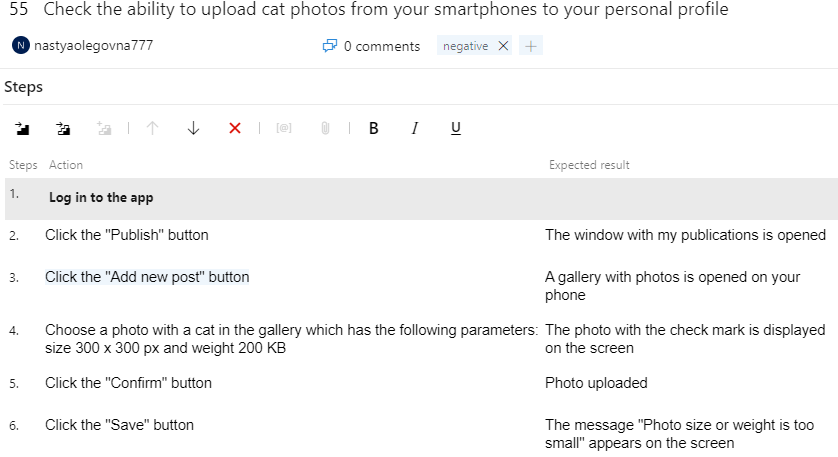 55 Check the ability to upload cat photos from your smartphones to your personal profile
N nastyaolegovna777 0 comments negative
Steps
B I U
Steps Action Expected result
1. Log in to the app
2. Click the "Publish" button The window with my publications is opened
3. Click the "Add new post" button A gallery with photos is opened on your
phone
4. Choose a photo with a cat in the gallery which has the following parameters: The photo with the check mark is displayed
size 300 x 300 px and weight 200 KB on the screen
5. Click the "Confirm" button Photo uploaded
6. Click the "Save" button The message "Photo size or weight is too
small" appears on the screen